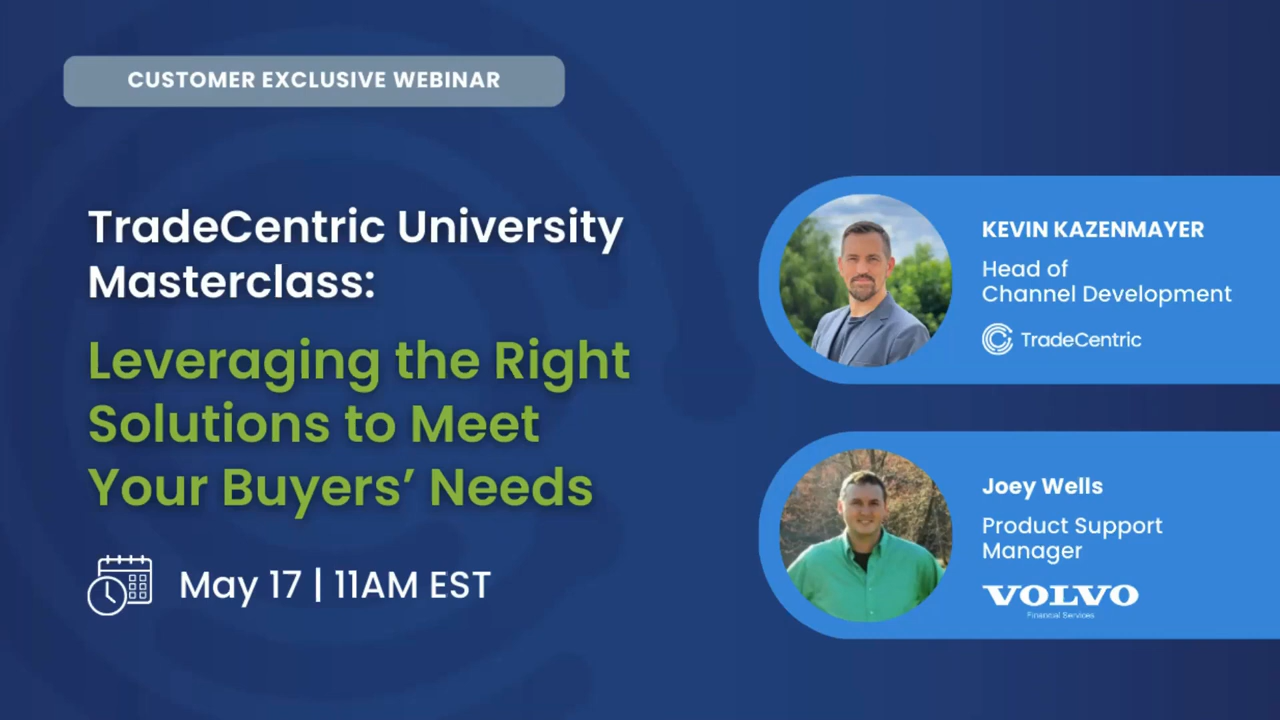 CUSTOMER EXCLUSIVE WEBINAR
TradeCentric University
Masterclass:
Leveraging the Right
Solutions to Meet
Your Buyers’ Needs
May 17 | 11AM EST
KEVIN KAZENMAYER
Head of
Channel Development
TradeCentric
Joey Wells
Product Support
Manager
VOLVO
Financial Services